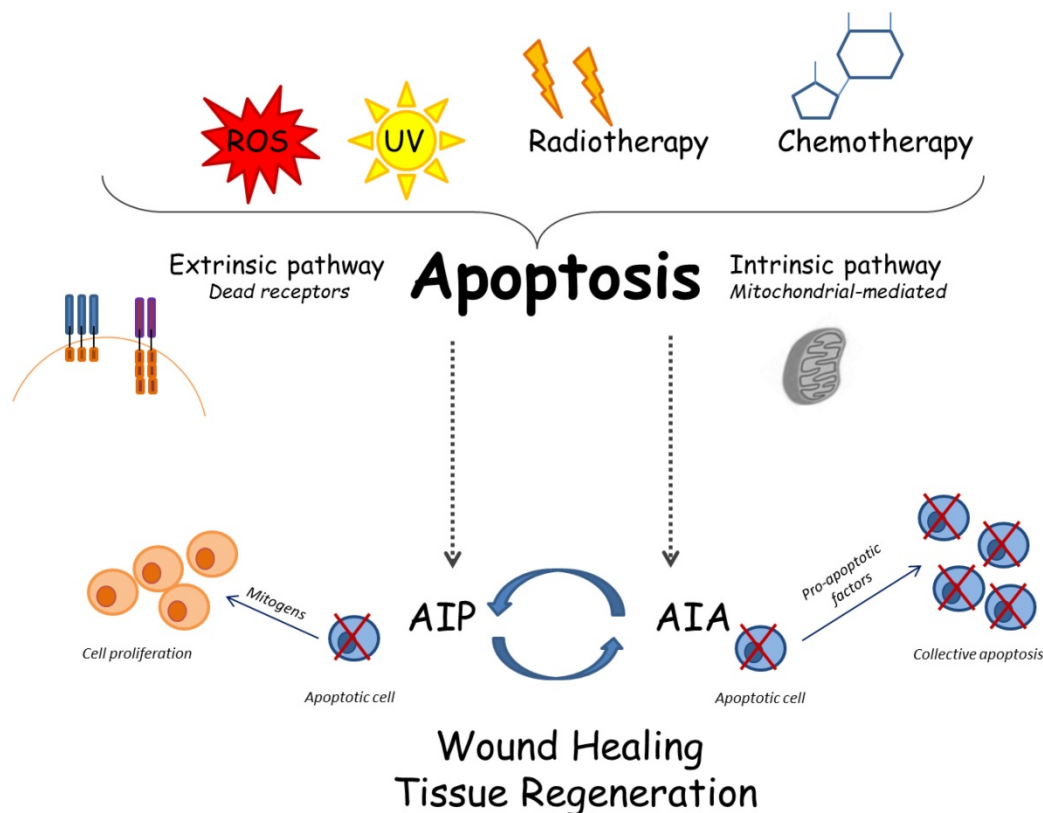 ROS
UV
Radiotherapy
Chemotherapy
Extrinsic pathway
Dead receptors
Apoptosis
Intrinsic pathway
Mitochondrial-mediated
Mitogens
Cell proliferation
Apoptotic cell
AIP
AIA
Apoptotic cell
Pro-apoptotic
factors
Collective apoptosis
Wound Healing
Tissue Regeneration